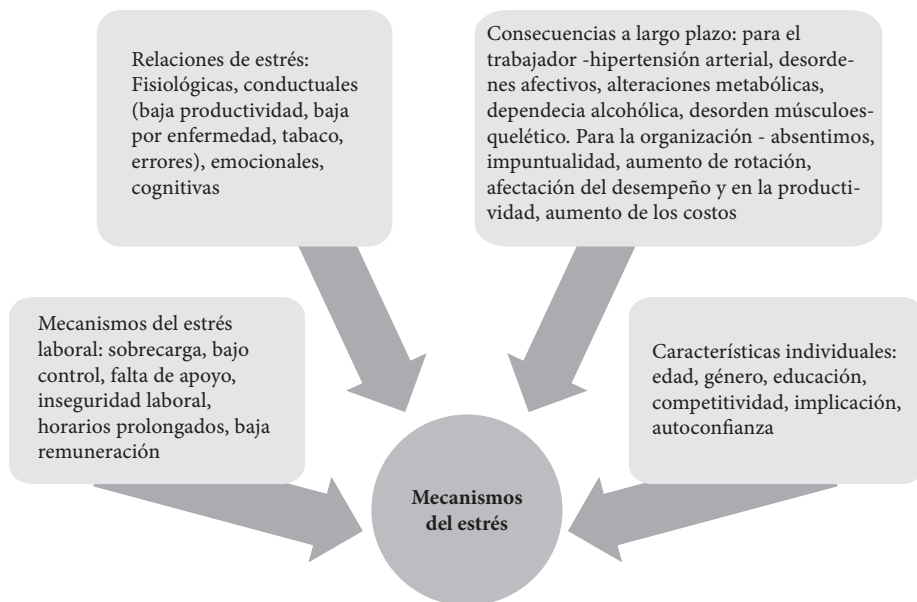 Relaciones de estrés:
Fisiológicas, conductuales
(baja productividad, baja
por enfermedad, tabaco,
errores), emocionales,
cognitivas
Consecuencias a largo plazo: para el
trabajador -hipertensión arterial, desorde-
nes afectivos, alteraciones metabólicas,
dependecia alcohólica, desorden músculoes-
quelético. Para la organización - absentimos,
impuntualidad, aumento de rotación,
afectación del desempeño y en la producti-
vidad, aumento de los costos
Mecanismos del estrés
laboral: sobrecarga, bajo
control, falta de apoyo,
inseguridad laboral,
horarios prolongados, baja
remuneración
Características individuales:
edad, género, educación,
competitividad, implicación,
autoconfianza
Mecanismos
del estrés